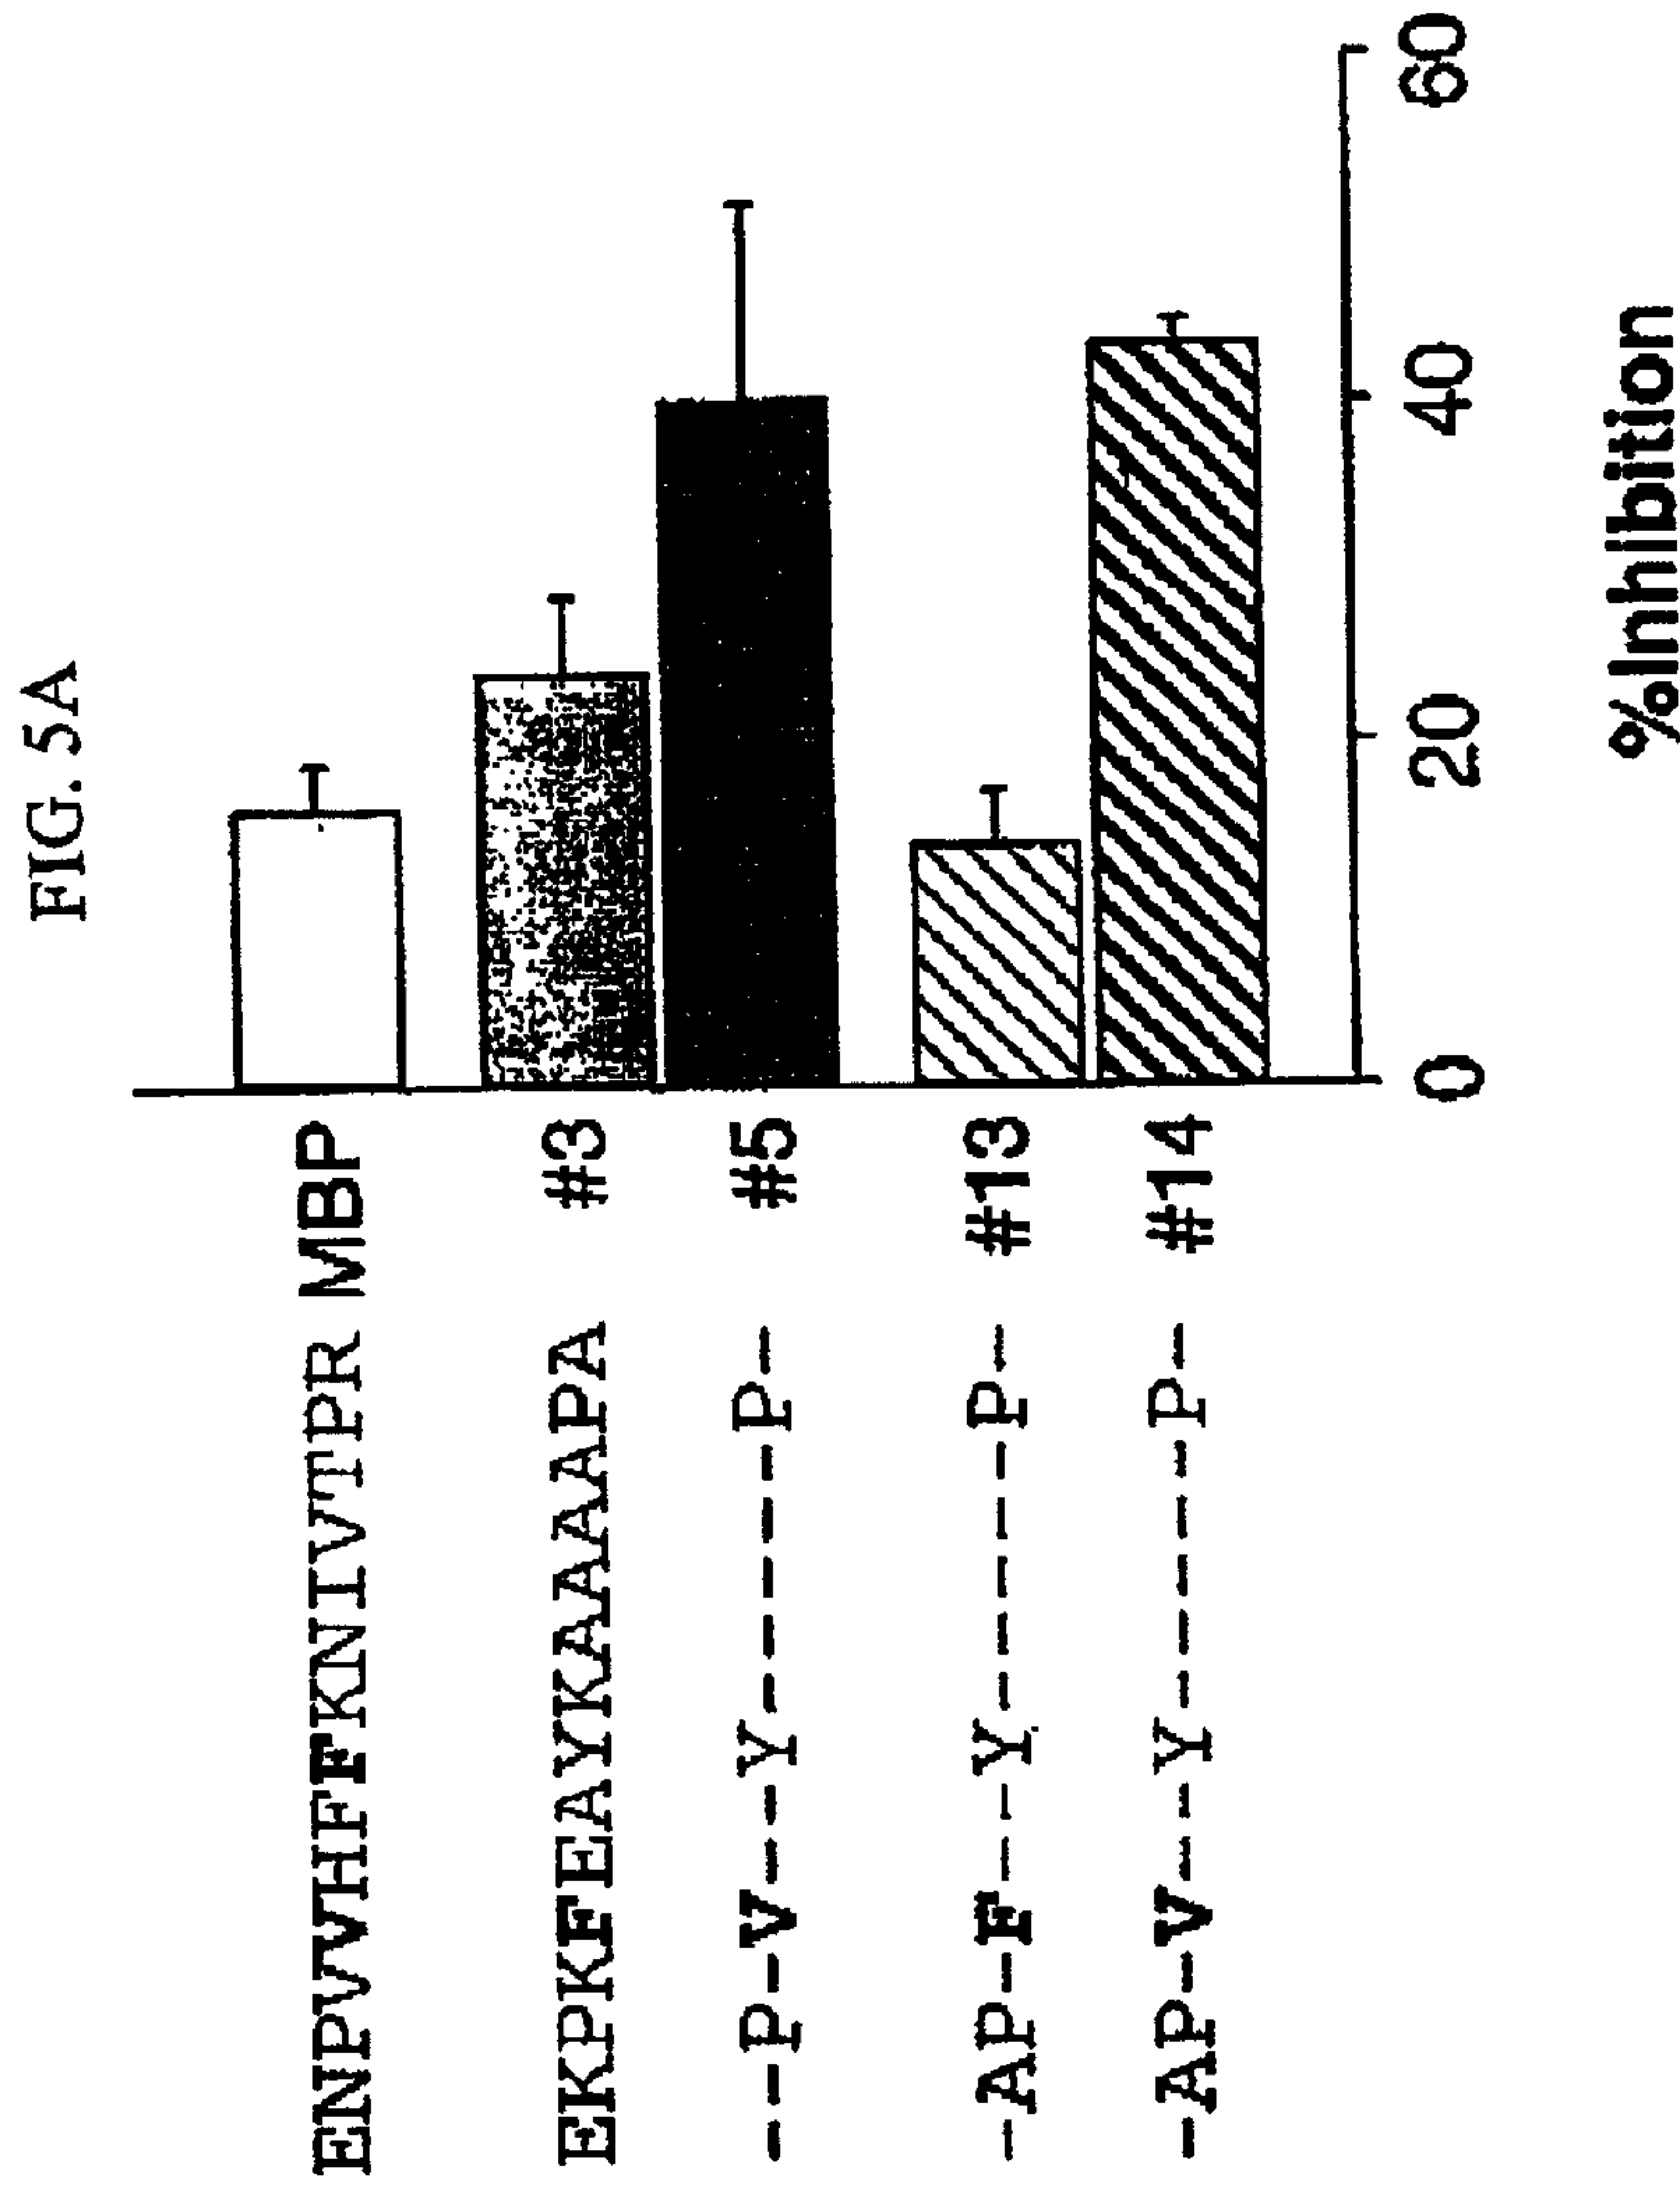 FIG. 5A
ENPVVHFFKNIVTPR MBP
EKPKFEAYKAAAAPA #3
--P-V--Y-----P- #5
-AP-F--Y-----P- #13
-AP-V--Y-----P- #14
0 20 40 60
%Inhibition